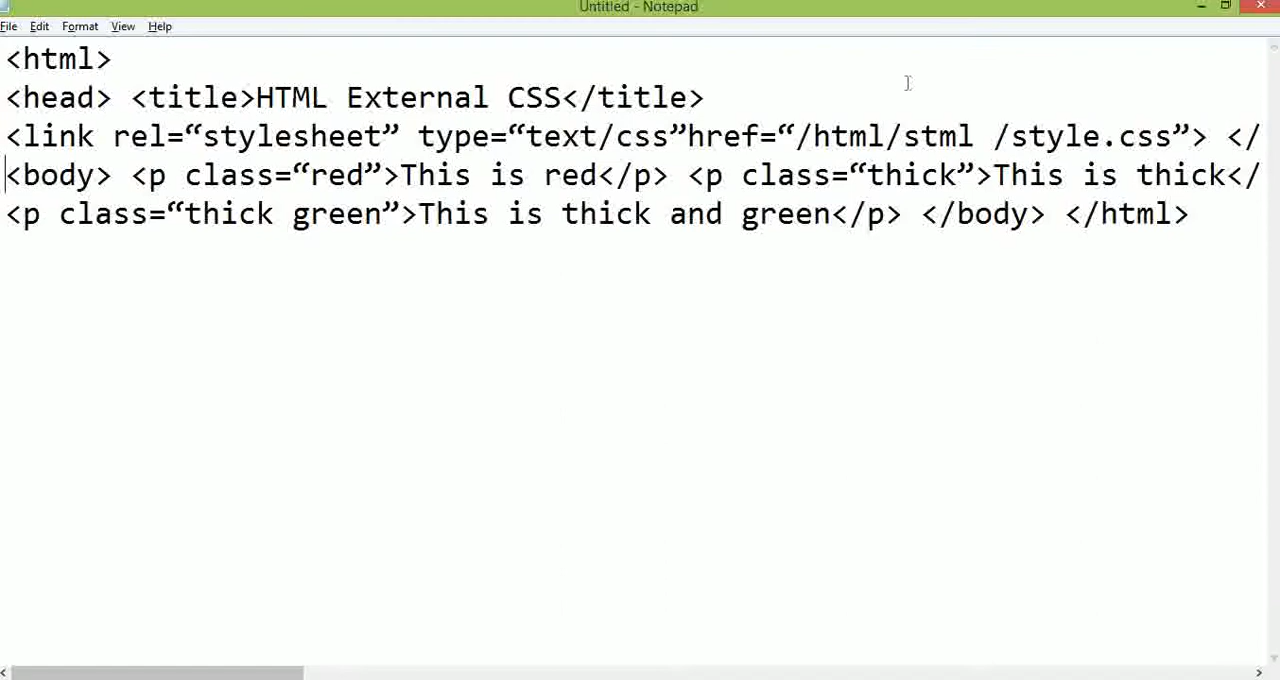 Untitled - Notepad
File Edit Format View Help
<html>
<head> <title>HTML External CSS</title>
<link rel=“stylesheet” type=“text/css”href=“/html/stml /style.css”> </
<body> <p class=“red”>This is red</p> <p class=“thick”>This is thick</
<p class=“thick green”>This is thick and green</p> </body> </html>